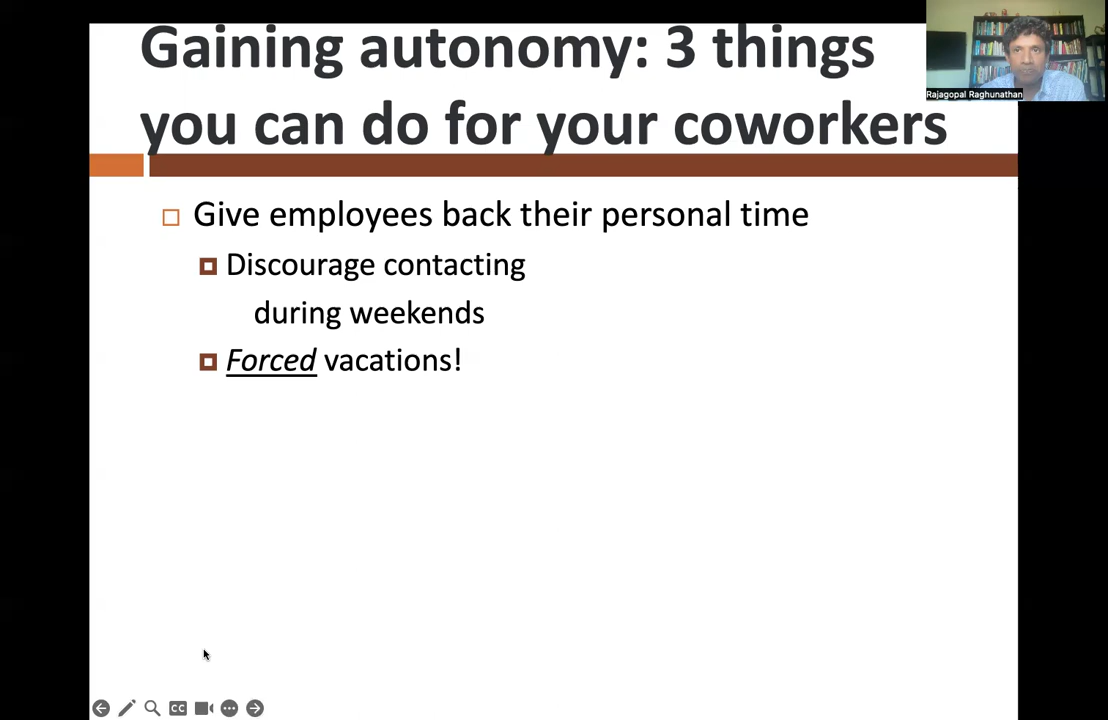 Gaining autonomy: 3 things
you can do for your coworkers
Rajagopal Raghunathan
Give employees back their personal time
Discourage contacting
during weekends
Forced vacations!
CC